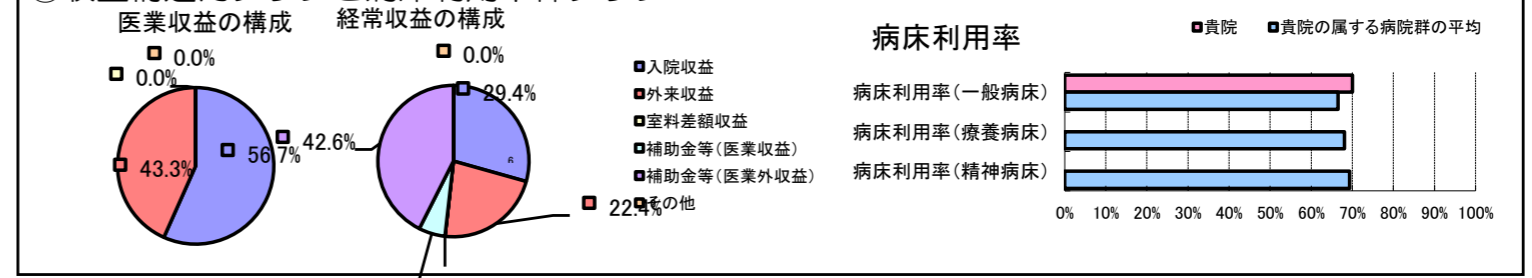 医業収益の構成
0.0%
0.0%
43.3%
56.7%
経常収益の構成
0.0%
29.4%
42.6%
22.4%
入院収益
外来収益
室料差額収益
補助金等(医業収益)
補助金等(医業外収益)
その他
病床利用率
貴院
貴院の属する病院群の平均
病床利用率(一般病床)
病床利用率(療養病床)
病床利用率(精神病床)
0% 10% 20% 30% 40% 50% 60% 70% 80% 90% 100%